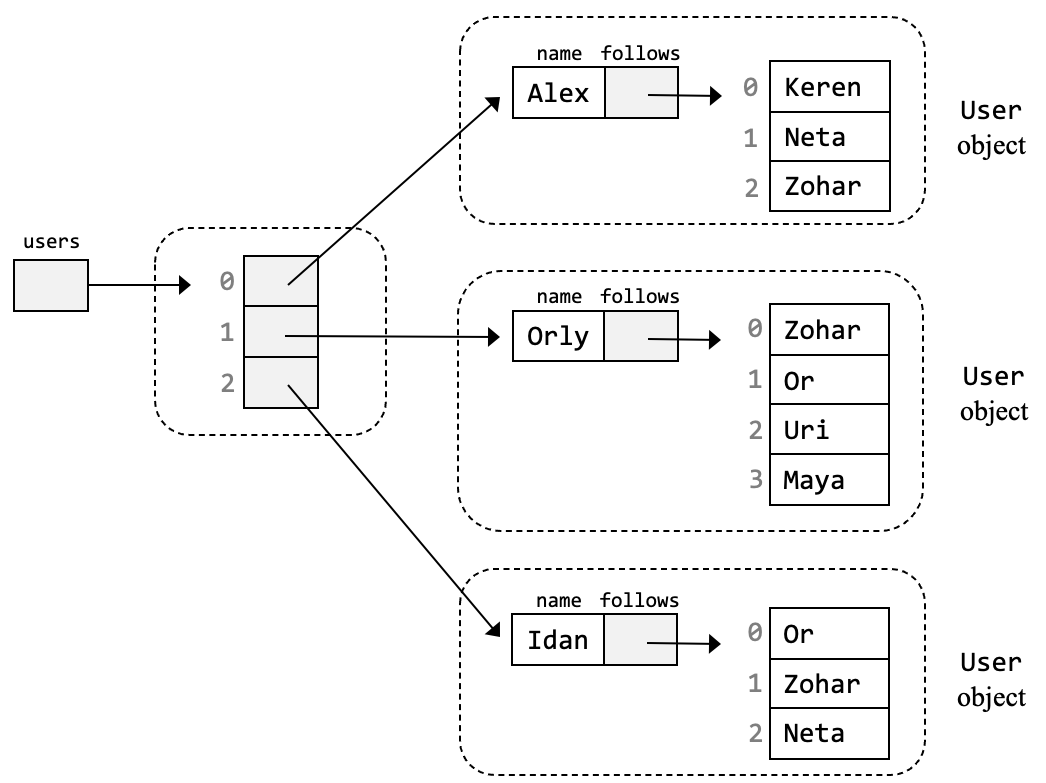 name follows
Alex
0 Keren
1 Neta
2 Zohar
User
object
users
0
1
2
name follows
Orly
0 Zohar
1 Or
2 Uri
3 Maya
User
object
name follows
Idan
0 Or
1 Zohar
2 Neta
User
object